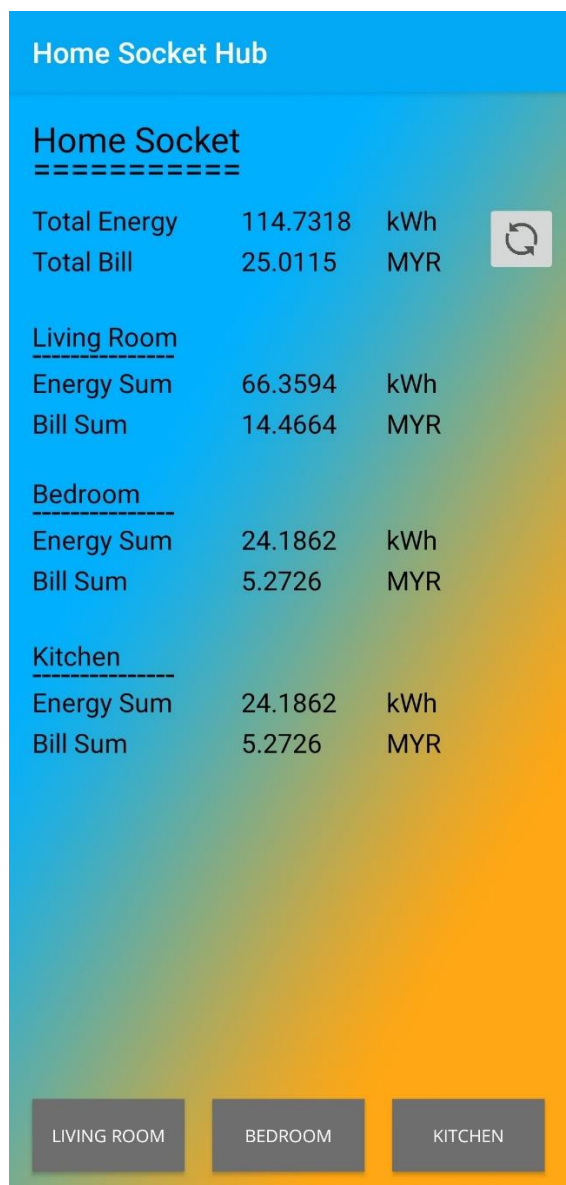 Home Socket Hub
Home Socket
===========
Total Energy 114.7318 kWh
Total Bill 25.0115 MYR
Living Room
---------------
Energy Sum 66.3594 kWh
Bill Sum 14.4664 MYR
Bedroom
---------------
Energy Sum 24.1862 kWh
Bill Sum 5.2726 MYR
Kitchen
---------------
Energy Sum 24.1862 kWh
Bill Sum 5.2726 MYR
LIVING ROOM BEDROOM KITCHEN